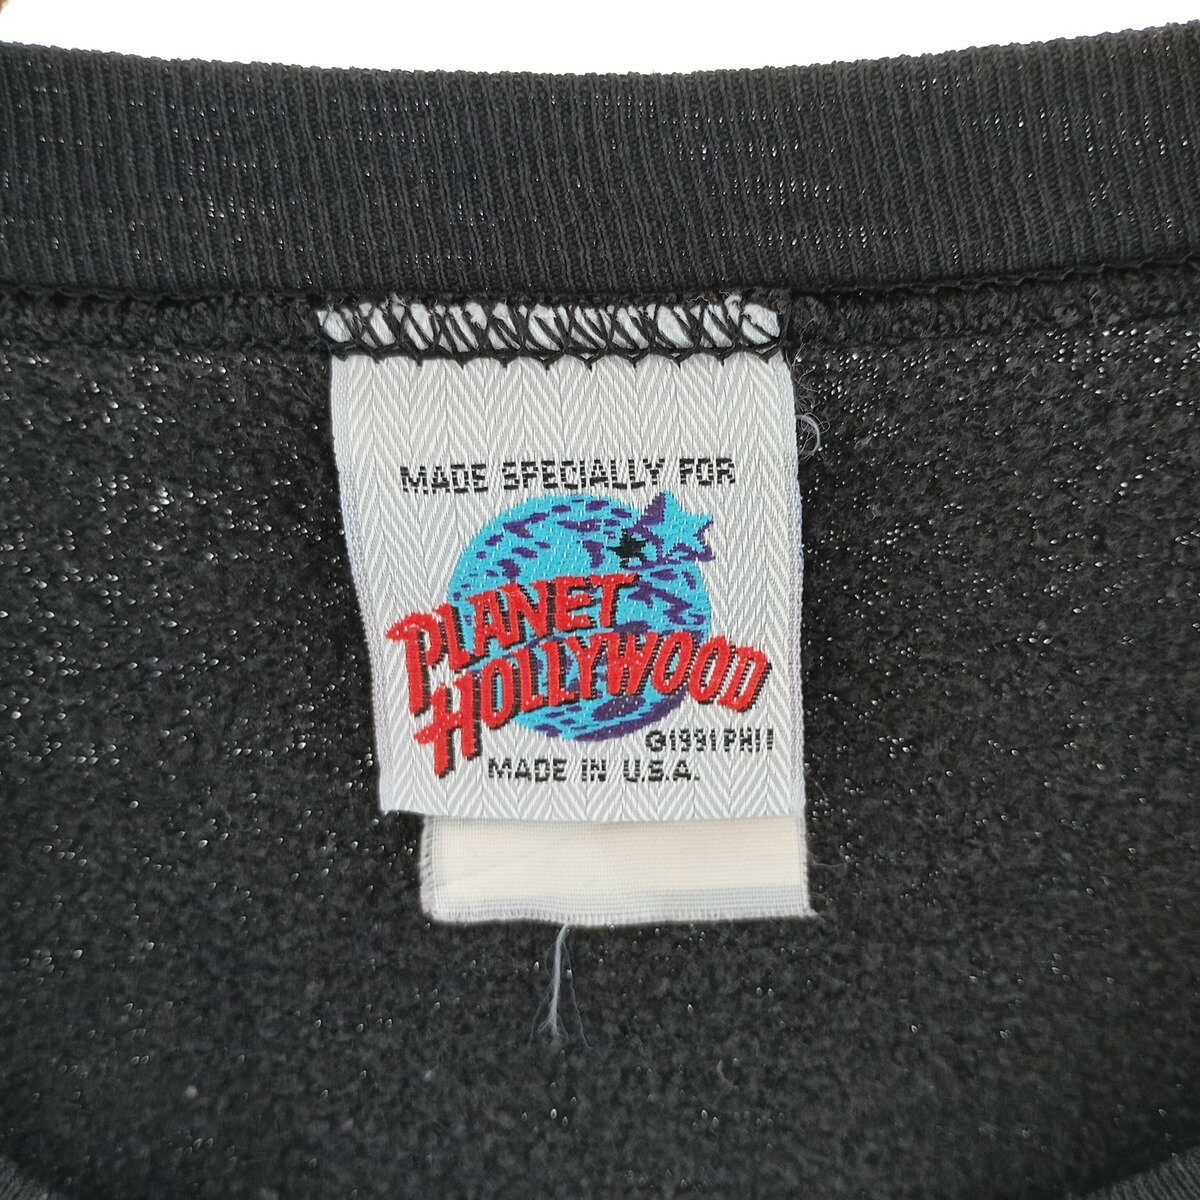 MADE SPECIALLY FOR
PLANET
HOLLYWOOD
©1991 PHII
MADE IN U.S.A.